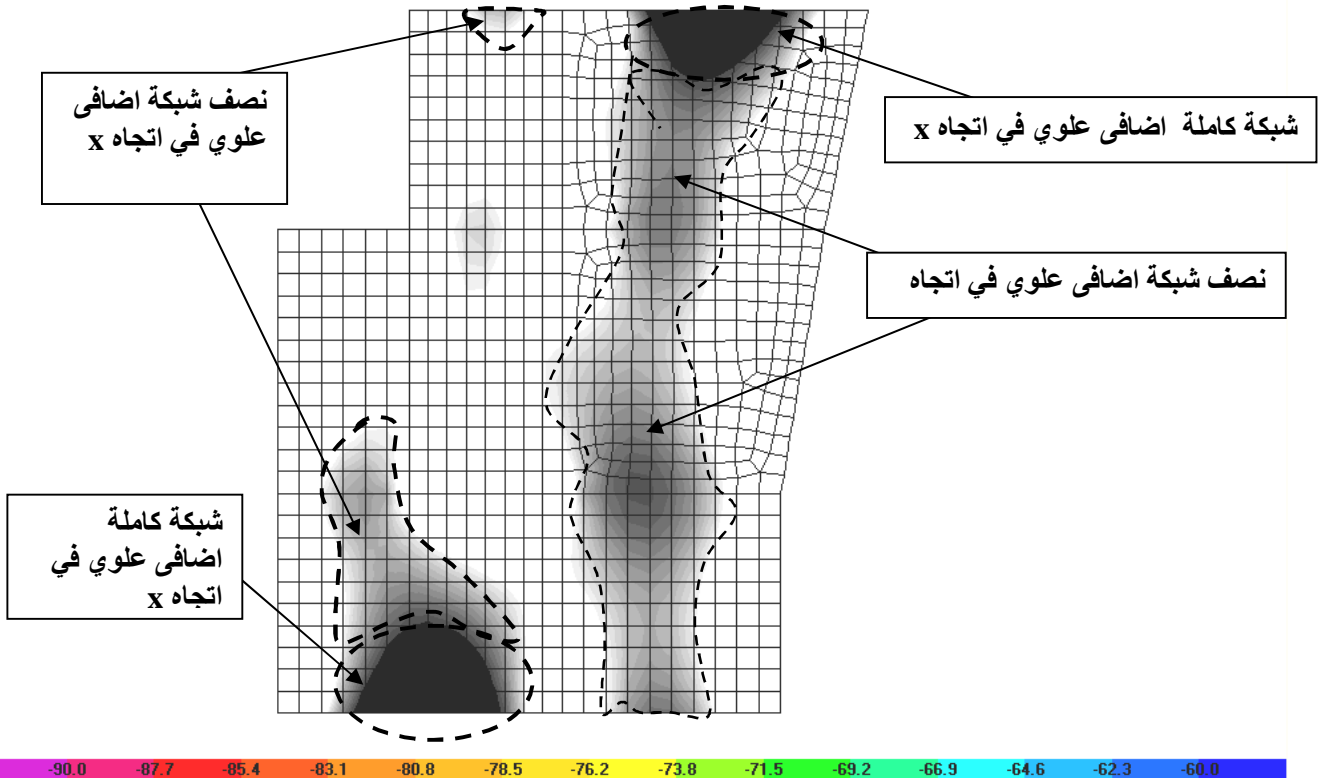 نصف شبكة اضافى
علوي في اتجاه x
شبكة كاملة اضافى علوي في اتجاه x
نصف شبكة اضافى علوي في اتجاه
شبكة كاملة
اضافى علوي في
اتجاه x
-90.0 -87.7 -85.4 -83.1 -80.8 -78.5 -76.2 -73.8 -71.5 -69.2 -66.9 -64.6 -62.3 -60.0